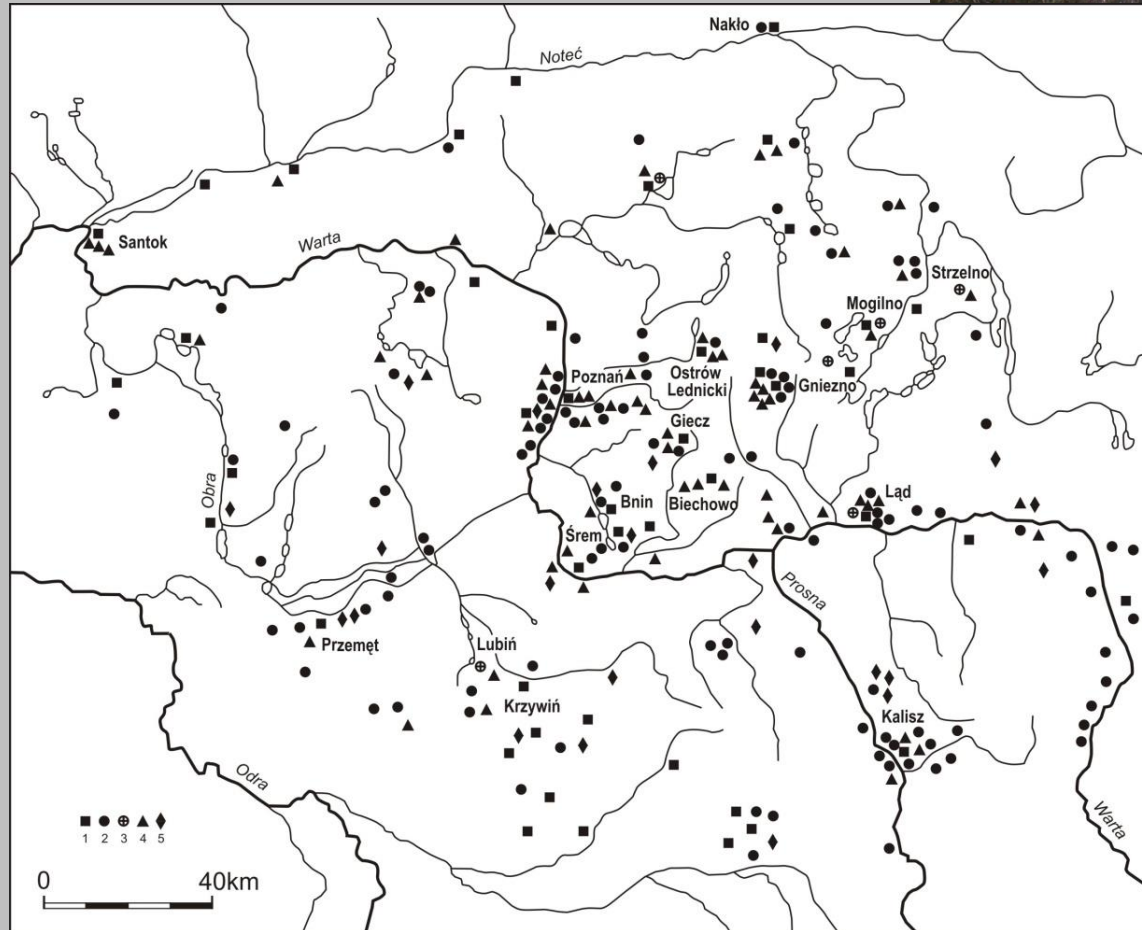 Nakło
Noteć
Santok
Warta
Strzelno
Mogilno
Poznań
Ostrów
Lednicki
Gniezno
Giecz
Obra
Bnin
Biechowo
Ląd
Śrem
Prosna
Przemęt
Lubiń
Krzywiń
Kalisz
Odra
Warta
1 2 3 4 5
0 40km